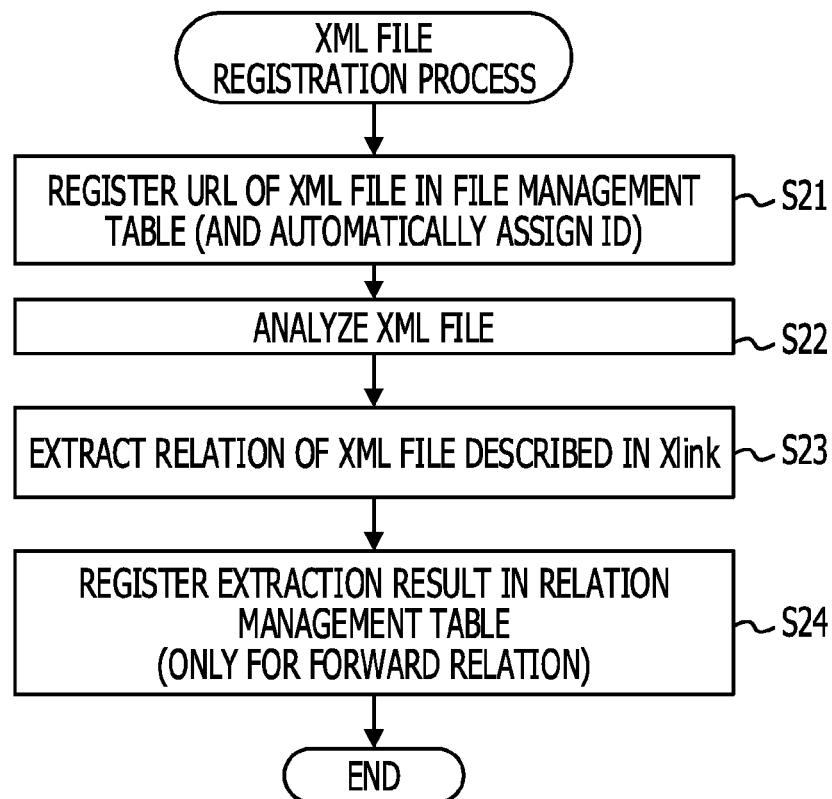 XML FILE
REGISTRATION PROCESS
REGISTER URL OF XML FILE IN FILE MANAGEMENT
TABLE (AND AUTOMATICALLY ASSIGN ID)
S21
ANALYZE XML FILE
S22
EXTRACT RELATION OF XML FILE DESCRIBED IN Xlink
S23
REGISTER EXTRACTION RESULT IN RELATION
MANAGEMENT TABLE
(ONLY FOR FORWARD RELATION)
S24
END